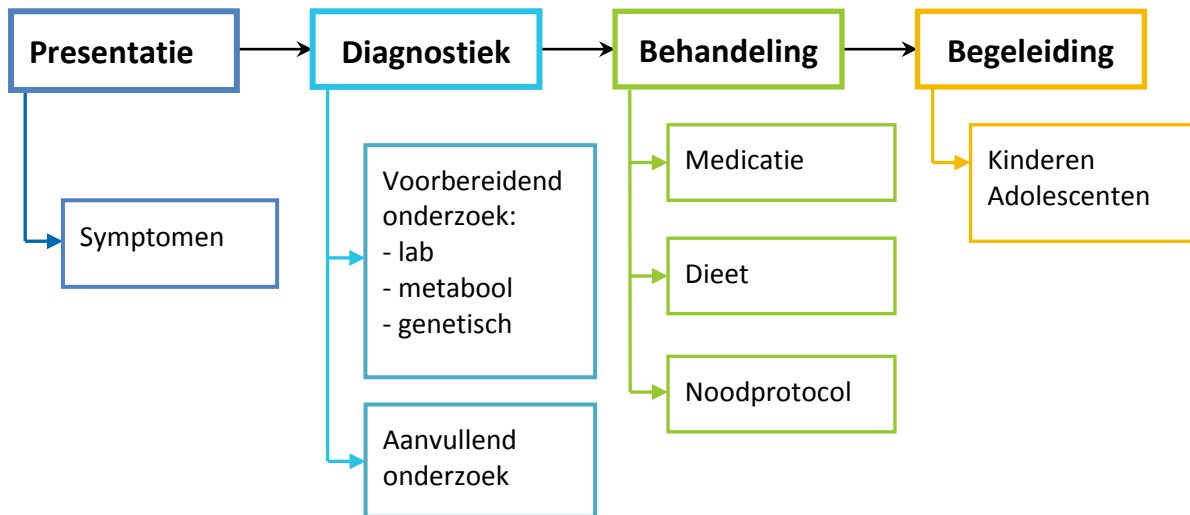 Presentatie
Diagnostiek
Behandeling
Begeleiding
Symptomen
Voorbereidend
onderzoek:
- lab
- metabool
- genetisch
Aanvullend
onderzoek
Medicatie
Dieet
Noodprotocol
Kinderen
Adolescenten